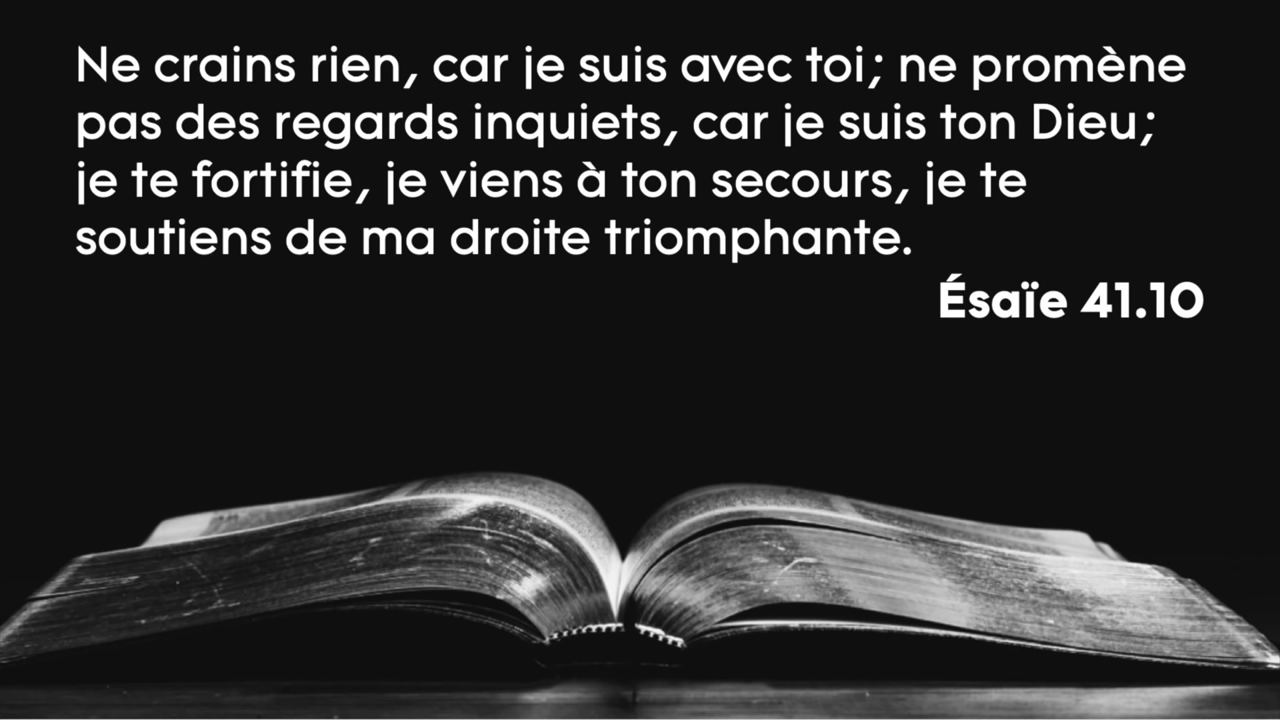 Ne crains rien, car je suis avec toi; ne promène
pas des regards inquiets, car je suis ton Dieu;
je te fortifie, je viens à ton secours, je te
soutiens de ma droite triomphante.
Ésaïe 41.10